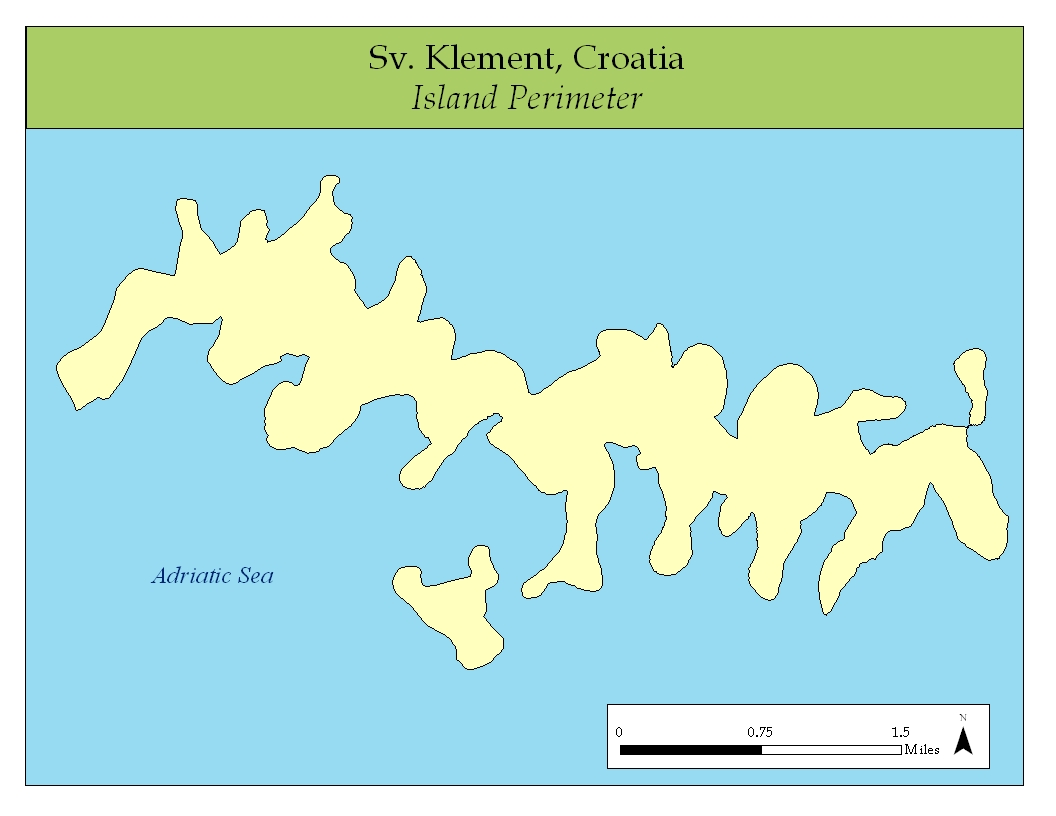 Sv. Klement, Croatia
Island Perimeter
Adriatic Sea
N
0 0.75 1.5
Miles